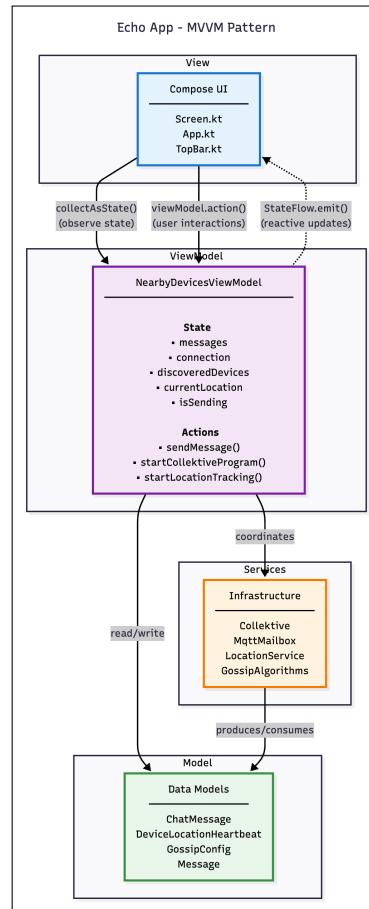 Echo App - MVVM Pattern
View
Compose UI
Screen.kt
App.kt
TopBar.kt
collectAsState()
(observe state)
viewModel.action()
(user interactions)
StateFlow.emit()
(reactive updates)
ViewModel
NearbyDevicesViewModel
State
▪ messages
▪ connection
▪ discoveredDevices
▪ currentLocation
▪ isSending
Actions
▪ sendMessage()
▪ startCollektiveProgram()
▪ startLocationTracking()
coordinates
Services
Infrastructure
Collektive
MqttMailbox
LocationService
GossipAlgorithms
read/write
produces/consumes
Model
Data Models
ChatMessage
DeviceLocationHeartbeat
GossipConfig
Message